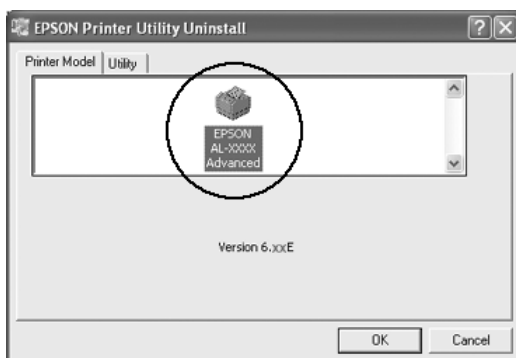 EPSON Printer Utility Uninstall
Printer Model Utility
EPSON
AL-XXXX
Advanced
Version 6.xxE
OK Cancel